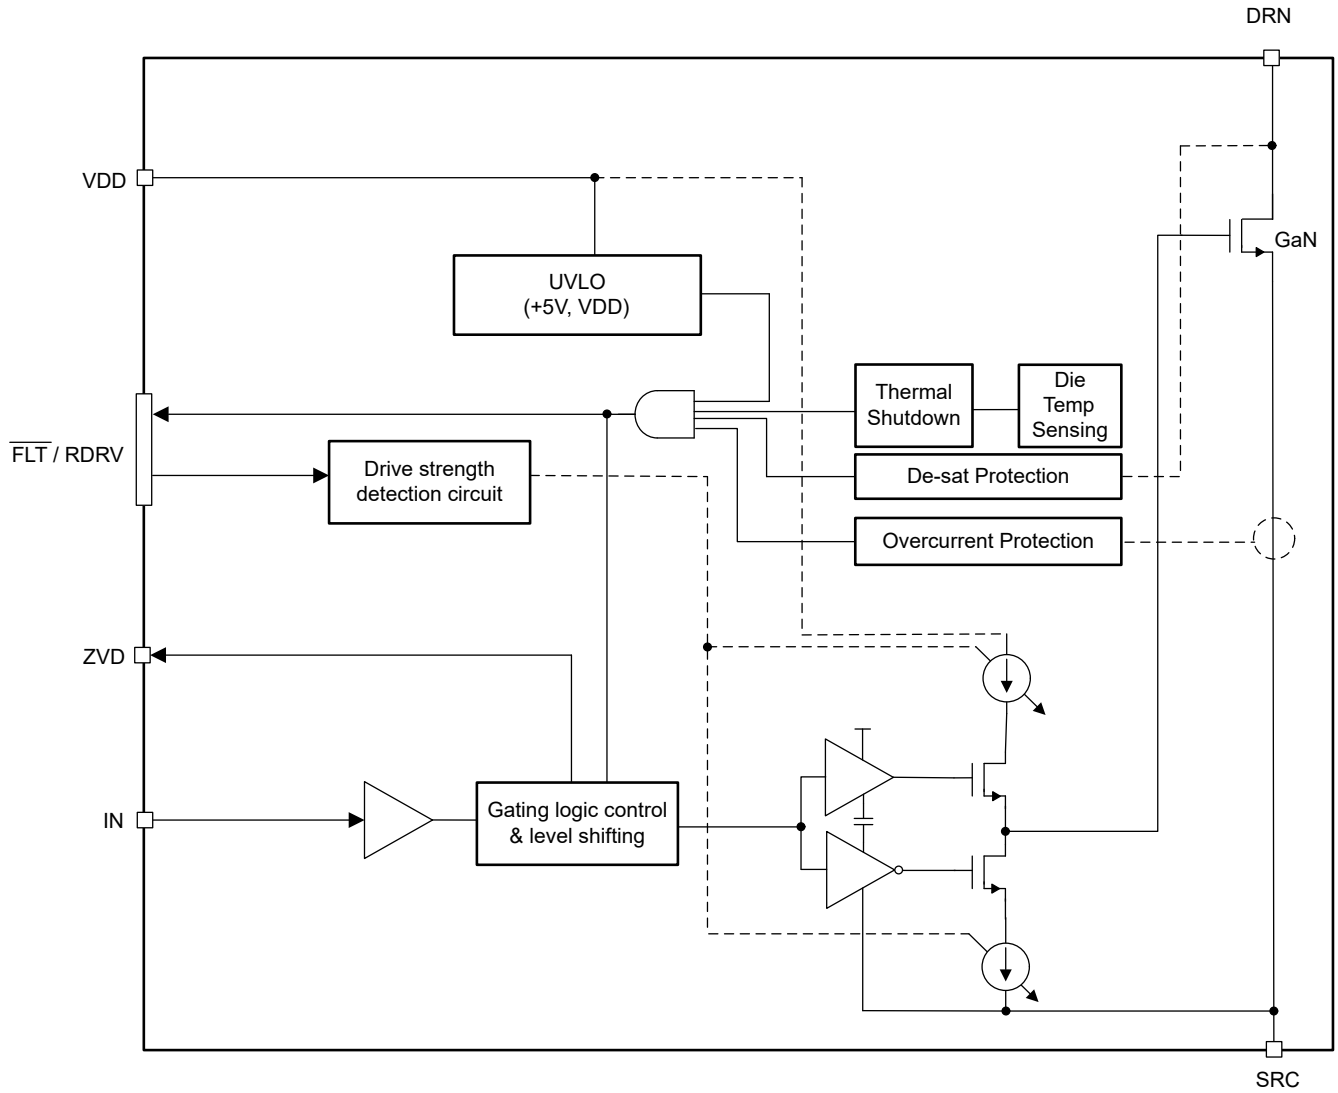 DRN
VDD
UVLO
(+5V, VDD)
GaN
Thermal
Shutdown
Die
Temp
Sensing
FLT / RDRV
Drive strength
detection circuit
De-sat Protection
Overcurrent Protection
ZVD
IN
Gating logic control
& level shifting
SRC